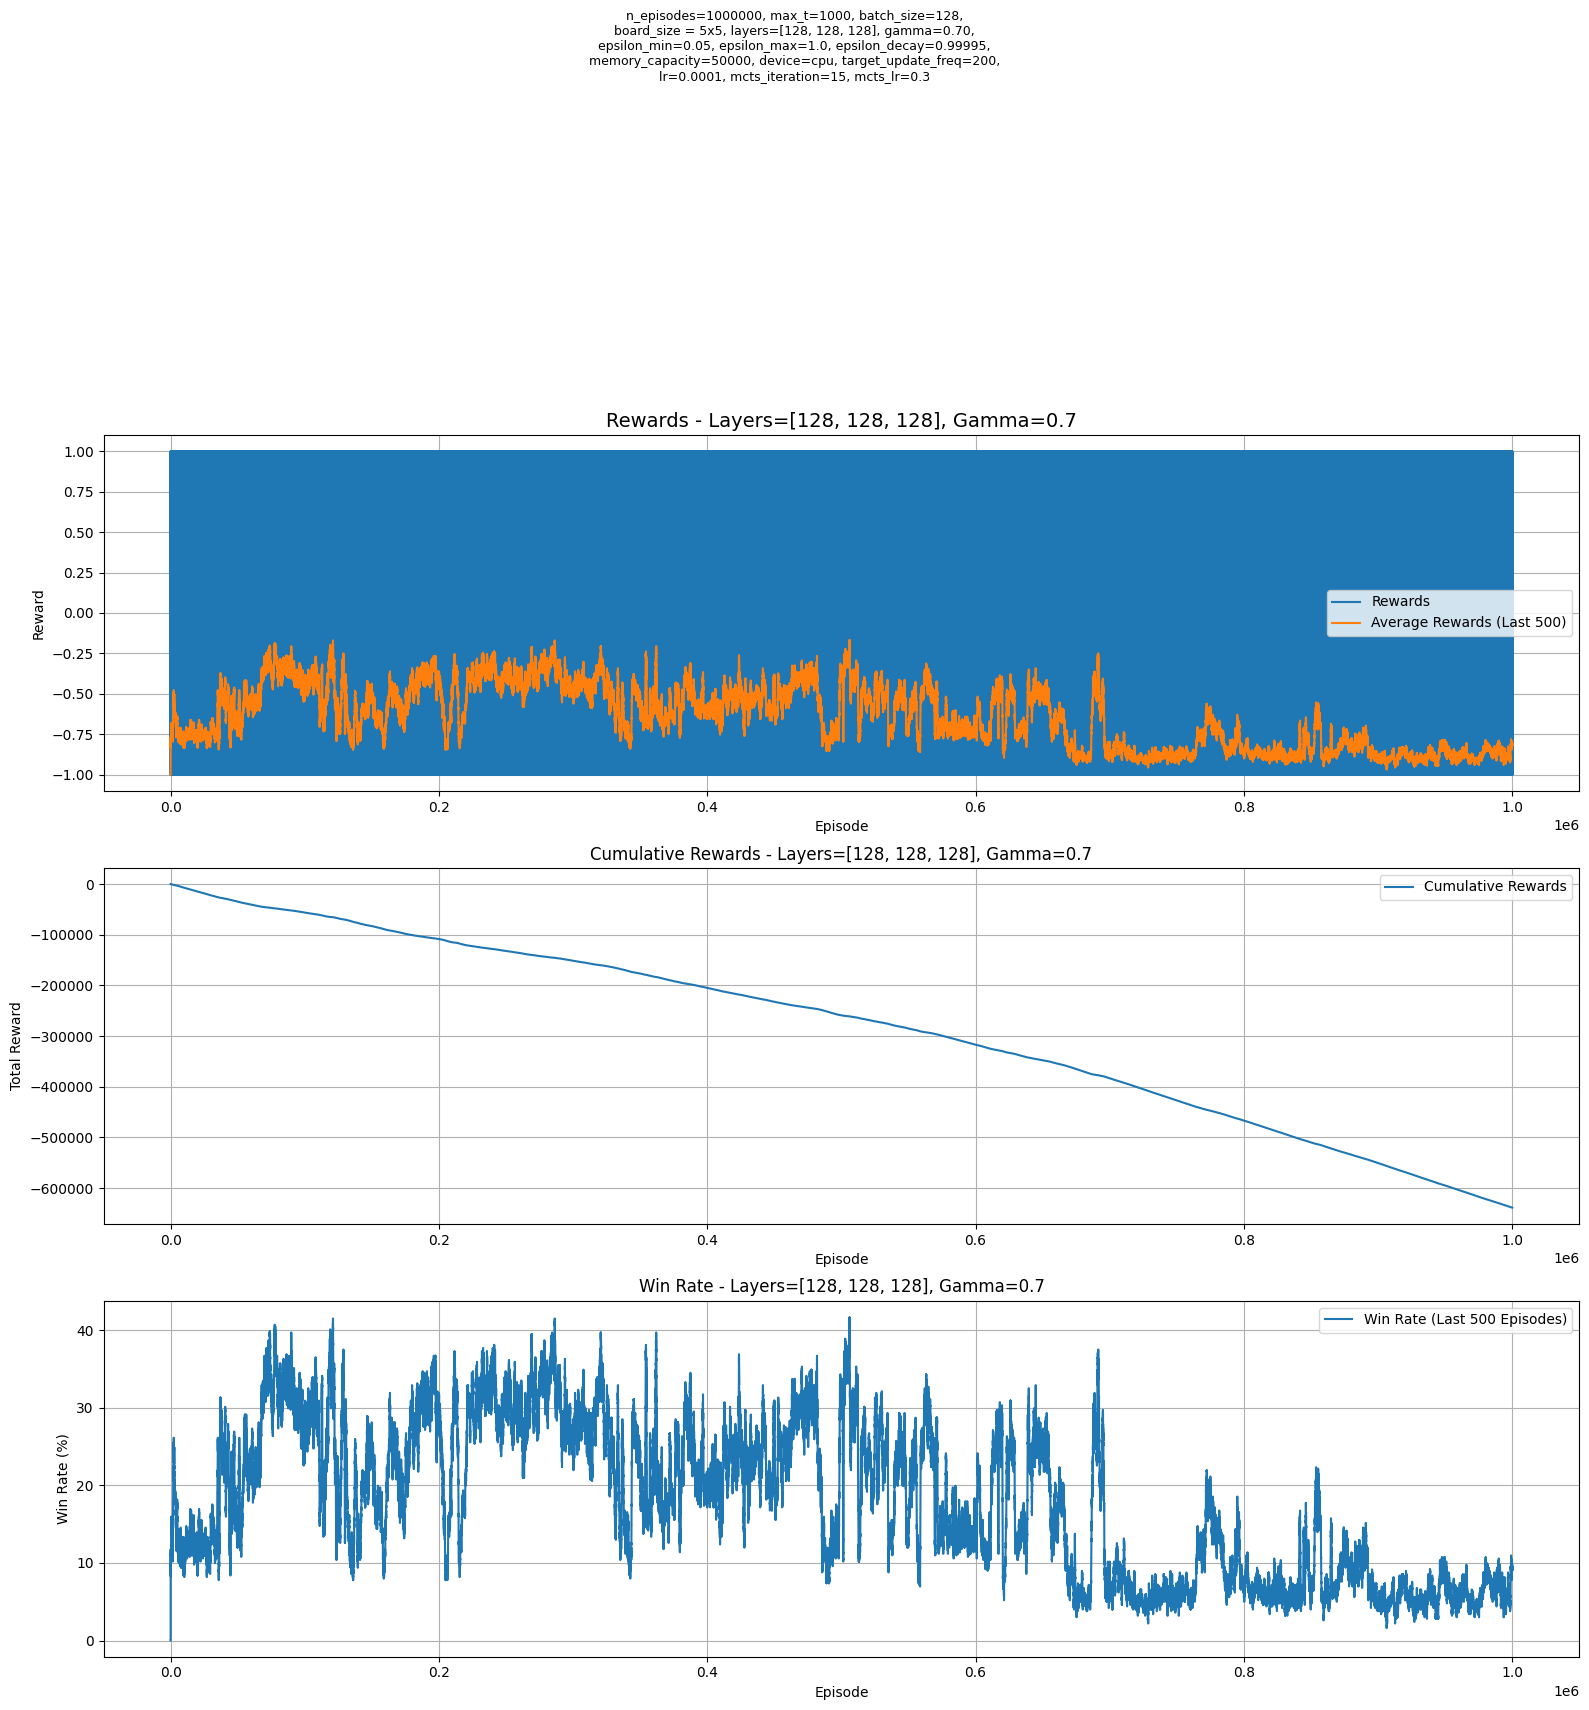 n_episodes=1000000, max_t=1000, batch_size=128,
board_size = 5x5, layers=[128, 128, 128], gamma=0.70,
epsilon_min=0.05, epsilon_max=1.0, epsilon_decay=0.99995,
memory_capacity=50000, device=cpu, target_update_freq=200,
lr=0.0001, mcts_iteration=15, mcts_lr=0.3
Rewards - Layers=[128, 128, 128], Gamma=0.7
1.00
0.75
0.50
0.25
0.00
−0.25
−0.50
−0.75
−1.00
Reward
Rewards
Average Rewards (Last 500)
0.0 0.2 0.4 0.6 0.8 1.0
Episode
1e6
Cumulative Rewards - Layers=[128, 128, 128], Gamma=0.7
0
−100000
−200000
−300000
−400000
−500000
−600000
Total Reward
Cumulative Rewards
0.0 0.2 0.4 0.6 0.8 1.0
Episode
1e6
Win Rate - Layers=[128, 128, 128], Gamma=0.7
40
30
20
10
0
Win Rate (%)
Win Rate (Last 500 Episodes)
0.0 0.2 0.4 0.6 0.8 1.0
Episode
1e6